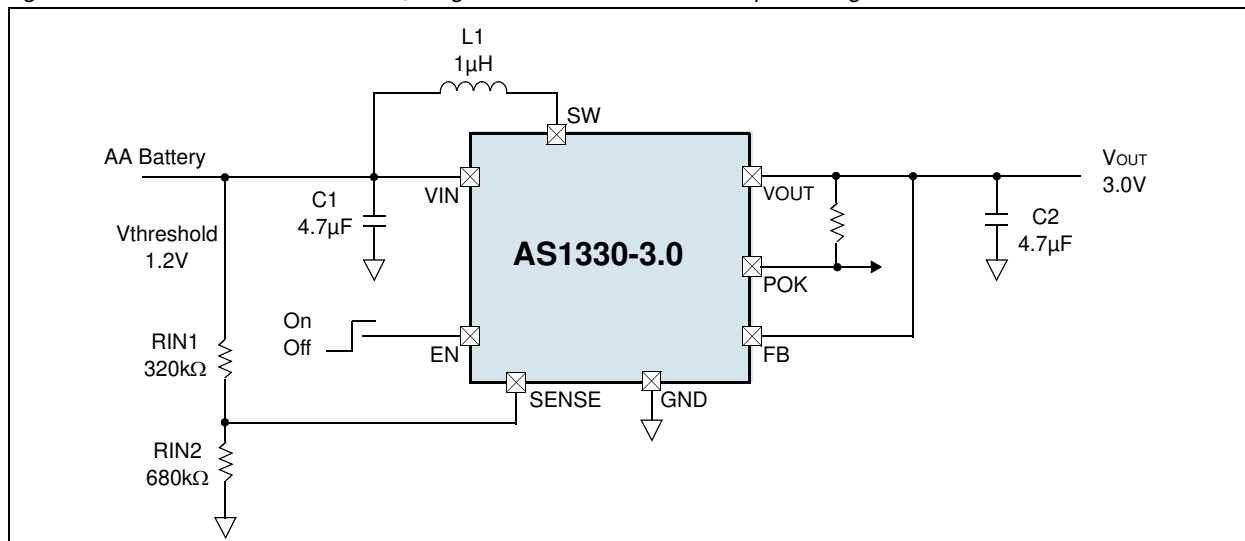 L1
1µH
SW
AA Battery
VIN
VOUT
VOUT
3.0V
C1
4.7µF
C2
4.7µF
Vthreshold
1.2V
AS1330-3.0
POK
On
Off
EN
FB
RIN1
320kΩ
SENSE
GND
RIN2
680kΩ